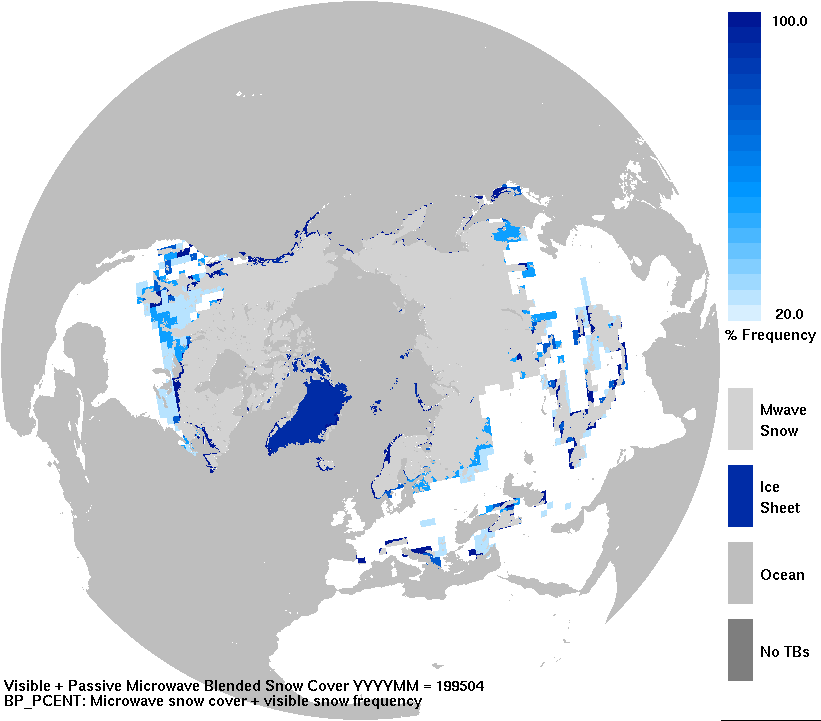 100.0
20.0
% Frequency
Mwave
Snow
Ice
Sheet
Ocean
No TBs
Visible + Passive Microwave Blended Snow Cover YYYYMM = 199504
BP_PCENT: Microwave snow cover + visible snow frequency